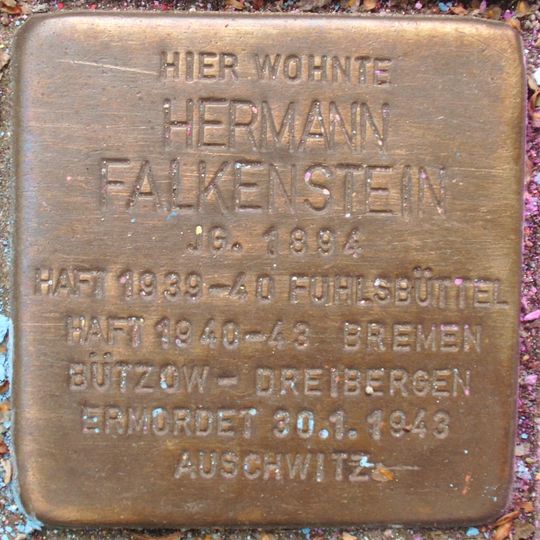 HIER WOHNTE
HERMANN
FALKENSTEIN
JG. 1894
HAFT 1939–40 FUHLSBÜTTEL
HAFT 1940–43 BREMEN
BÜTZOW – DREIBERGEN
ERMORDET 30.1.1943
AUSCHWITZ